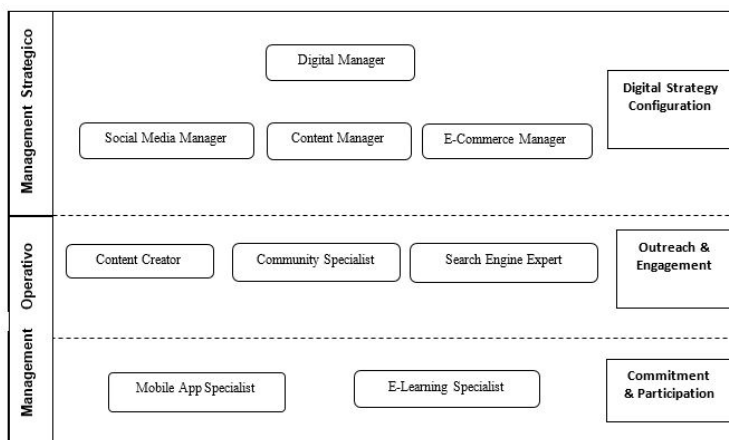 Management Strategico
Digital Manager
Digital Strategy
Configuration
Social Media Manager
Content Manager
E-Commerce Manager
Management Operativo
Content Creator
Community Specialist
Search Engine Expert
Outreach &
Engagement
Mobile App Specialist
E-Learning Specialist
Commitment
& Participation